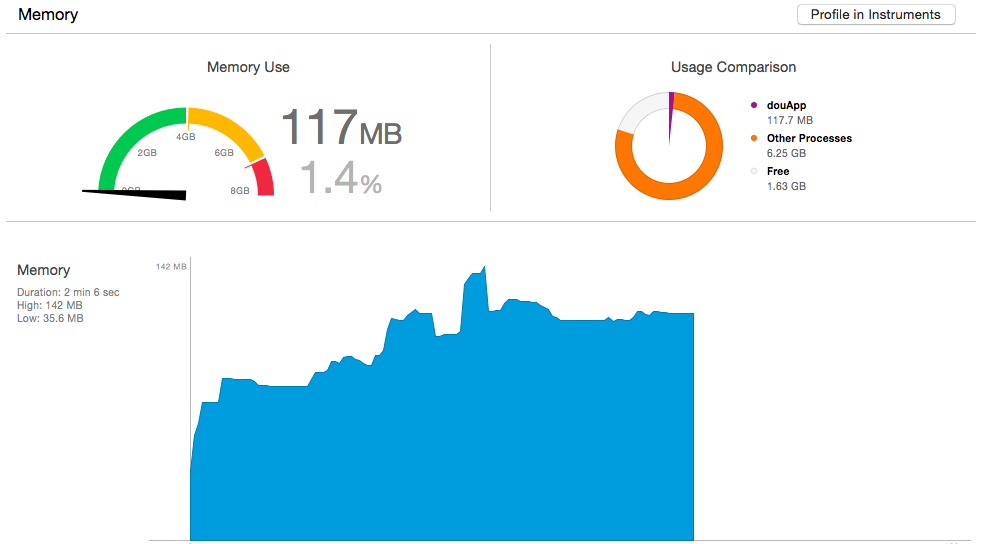 Memory
Profile in Instruments
Memory Use
Usage Comparison
117MB
1.4%
0GB
2GB
4GB
6GB
8GB
douApp
117.7 MB
Other Processes
6.25 GB
Free
1.63 GB
Memory
Duration: 2 min 6 sec
High: 142 MB
Low: 35.6 MB
142 MB